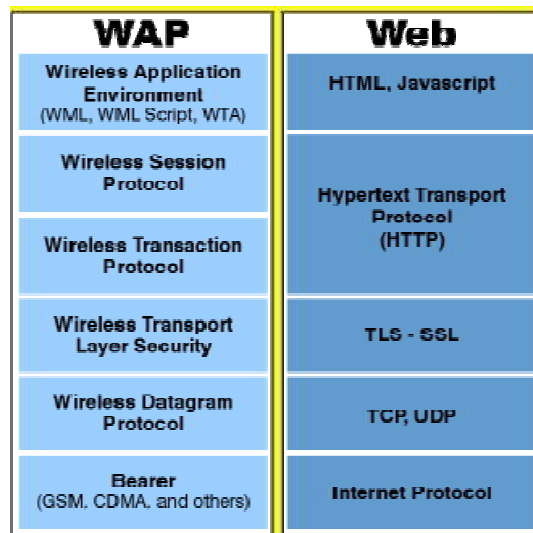 WAP
Wireless Application
Environment
(WML, WML Script, WTA)
Wireless Session
Protocol
Wireless Transaction
Protocol
Wireless Transport
Layer Security
Wireless Datagram
Protocol
Bearer
(GSM, CDMA, and others)
Web
HTML, Javascript
Hypertext Transport
Protocol
(HTTP)
TLS - SSL
TCP, UDP
Internet Protocol